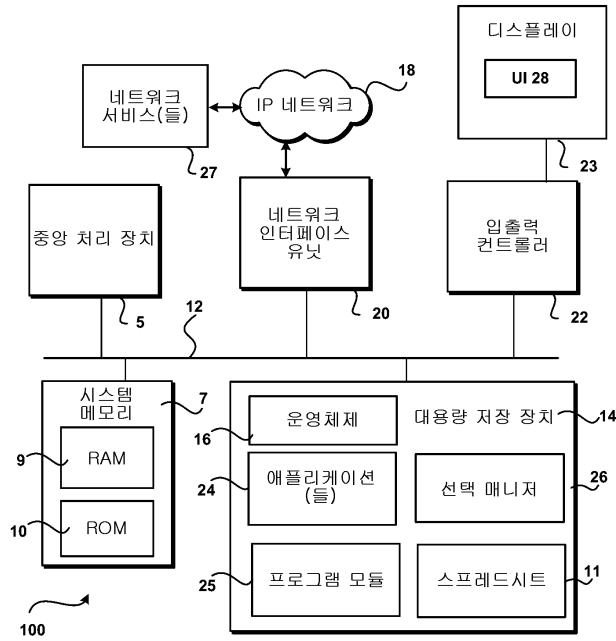 디스플레이
UI 28
18
네트워크
서비스(들)
IP 네트워크
27
23
중앙 처리 장치
네트워크
인터페이스
유닛
입출력
컨트롤러
5
20
22
12
시스템
메모리
7
9
RAM
10
ROM
운영체제
16
대용량 저장 장치
14
24
애플리케이션
(들)
선택 매니저
26
25
프로그램 모듈
스프레드시트
11
100